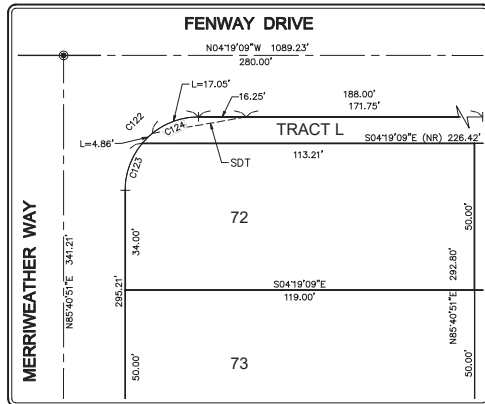 FENWAY DRIVE
N04°19'09"W 1089.23'
280.00'
L=17.05'
16.25'
188.00'
171.75'
C122
C124
TRACT L
L=4.86'
S04°19'09"E (NR) 226.42'
SDT
113.21'
C123
72
MERRIWEATHER WAY
N85°40'51"E 341.21'
295.21'
34.00'
50.00'
N85°40'51"E 292.80'
S04°19'09"E
119.00'
50.00'
73
50.00'